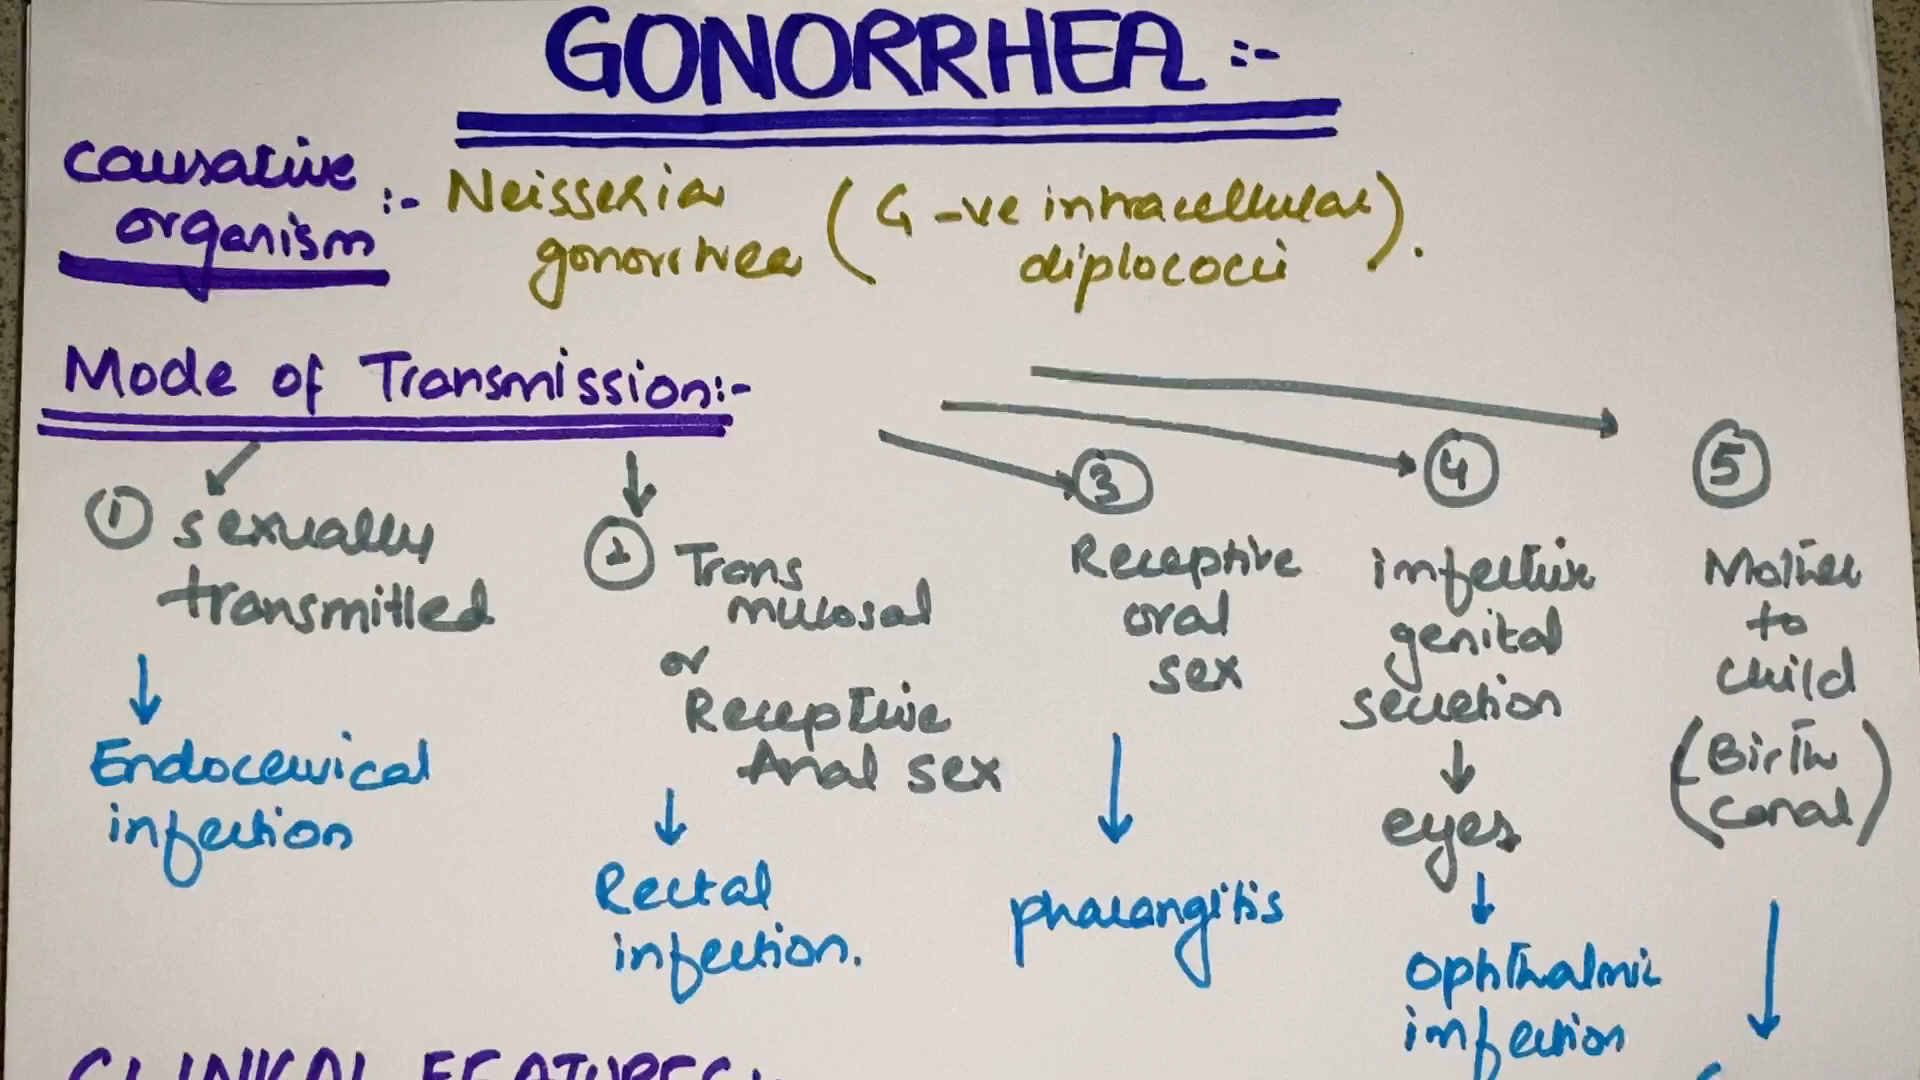 GONORRHEA :-
Causative
organism :-
Neisseria
gonorrhea
(G -ve intracellular
diplococci).
Mode of Transmission:-
① sexually
transmitted
Endocervical
infection
② Trans
mucosal
or
Receptive
Anal sex
Rectal
infection.
③
Receptive
oral
sex
pharangitis
④
infective
genital
secretion
eyes
ophthalmic
infection
⑤
Mother
to
child
(Birth
canal)
CLINICAL FEATURES:-